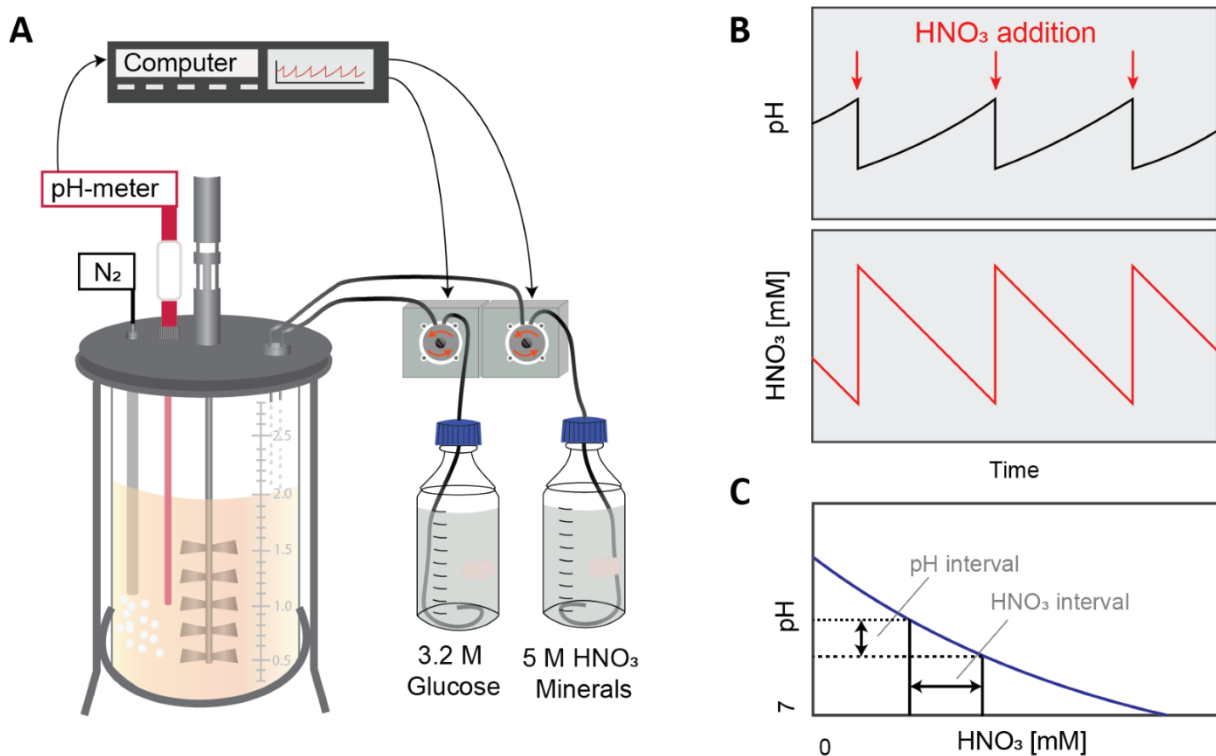 A
Computer
pH-meter
N₂
2.5
2.0
1.5
1.0
0.5
3.2 M
Glucose
5 M HNO₃
Minerals
B
HNO₃ addition
pH
HNO₃ [mM]
Time
C
pH interval
HNO₃ interval
pH
7
0
HNO₃ [mM]